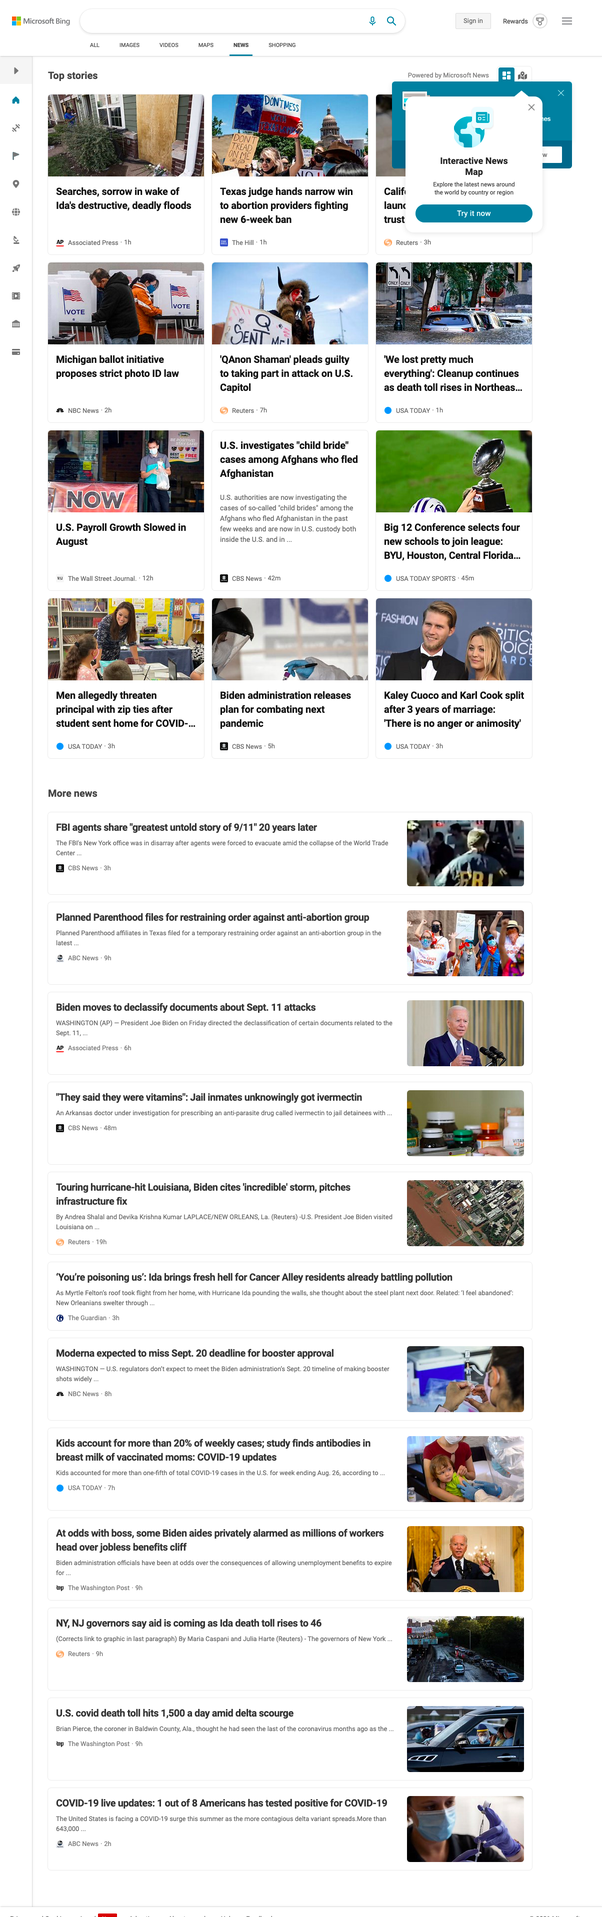 Microsoft Bing
Sign in
Rewards
ALL
IMAGES
VIDEOS
MAPS
NEWS
SHOPPING
Top stories
Powered by Microsoft News
Interactive News
Map
Explore the latest news around
the world by country or region
Try it now
Searches, sorrow in wake of
Ida's destructive, deadly floods
Associated Press · 1h
DON'T MESS
Texas judge hands narrow win
to abortion providers fighting
new 6-week ban
The Hill · 1h
Calif
launc
trust
Reuters · 3h
VOTE
VOTE
Michigan ballot initiative
proposes strict photo ID law
NBC News · 2h
Q
SENT ME!
'QAnon Shaman' pleads guilty
to taking part in attack on U.S.
Capitol
Reuters · 7h
ONLY ONLY
'We lost pretty much
everything': Cleanup continues
as death toll rises in Northeas...
USA TODAY · 1h
NOW
U.S. Payroll Growth Slowed in
August
The Wall Street Journal. · 12h
U.S. investigates "child bride"
cases among Afghans who fled
Afghanistan
U.S. authorities are now investigating the
cases of so-called "child brides" among the
Afghans who fled Afghanistan in the past
few weeks and are now in U.S. custody both
inside the U.S. and in ...
CBS News · 42m
Big 12 Conference selects four
new schools to join league:
BYU, Houston, Central Florida...
USA TODAY SPORTS · 45m
Men allegedly threaten
principal with zip ties after
student sent home for COVID-...
USA TODAY · 3h
Biden administration releases
plan for combating next
pandemic
CBS News · 5h
FASHION
Kaley Cuoco and Karl Cook split
after 3 years of marriage:
'There is no anger or animosity'
USA TODAY · 3h
More news
FBI agents share "greatest untold story of 9/11" 20 years later
The FBI's New York office was in disarray after agents were forced to evacuate amid the collapse of the World Trade
Center ...
CBS News · 3h
FBI
Planned Parenthood files for restraining order against anti-abortion group
Planned Parenthood affiliates in Texas filed for a temporary restraining order against an anti-abortion group in the
latest ...
ABC News · 9h
Biden moves to declassify documents about Sept. 11 attacks
WASHINGTON (AP) — President Joe Biden on Friday directed the declassification of certain documents related to the
Sept. 11, ...
Associated Press · 6h
"They said they were vitamins": Jail inmates unknowingly got ivermectin
An Arkansas doctor under investigation for prescribing an anti-parasite drug called ivermectin to jail detainees with ...
CBS News · 48m
Touring hurricane-hit Louisiana, Biden cites 'incredible' storm, pitches
infrastructure fix
By Andrea Shalal and Devika Krishna Kumar LAPLACE/NEW ORLEANS, La. (Reuters) -U.S. President Joe Biden visited
Louisiana on ...
Reuters · 19h
'You're poisoning us': Ida brings fresh hell for Cancer Alley residents already battling pollution
As Myrtle Felton's roof took flight from her home, with Hurricane Ida pounding the walls, she thought about the steel plant next door. Related: 'I feel abandoned':
New Orleanians swelter through ...
The Guardian · 3h
Moderna expected to miss Sept. 20 deadline for booster approval
WASHINGTON — U.S. regulators don't expect to meet the Biden administration's Sept. 20 timeline of making booster
shots widely ...
NBC News · 8h
Kids account for more than 20% of weekly cases; study finds antibodies in
breast milk of vaccinated moms: COVID-19 updates
Kids accounted for more than one-fifth of total COVID-19 cases in the U.S. for week ending Aug. 26, according to ...
USA TODAY · 7h
At odds with boss, some Biden aides privately alarmed as millions of workers
head over jobless benefits cliff
Biden administration officials have been at odds over the consequences of allowing unemployment benefits to expire
for ...
The Washington Post · 9h
NY, NJ governors say aid is coming as Ida death toll rises to 46
(Corrects link to graphic in last paragraph) By Maria Caspani and Julia Harte (Reuters) - The governors of New York ...
Reuters · 9h
U.S. covid death toll hits 1,500 a day amid delta scourge
Brian Pierce, the coroner in Baldwin County, Ala., thought he had seen the last of the coronavirus months ago as the ...
The Washington Post · 9h
COVID-19 live updates: 1 out of 8 Americans has tested positive for COVID-19
The United States is facing a COVID-19 surge this summer as the more contagious delta variant spreads.More than
643,000 ...
ABC News · 2h